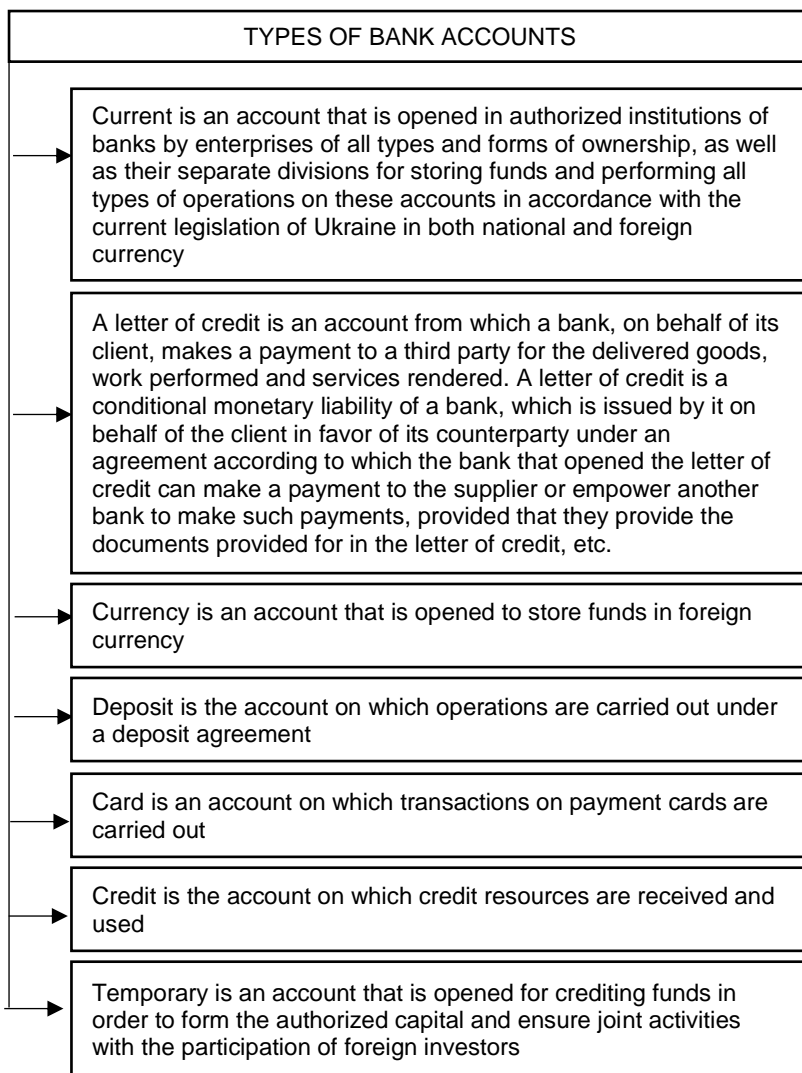 TYPES OF BANK ACCOUNTS
Current is an account that is opened in authorized institutions of
banks by enterprises of all types and forms of ownership, as well
as their separate divisions for storing funds and performing all
types of operations on these accounts in accordance with the
current legislation of Ukraine in both national and foreign
currency
A letter of credit is an account from which a bank, on behalf of its
client, makes a payment to a third party for the delivered goods,
work performed and services rendered. A letter of credit is a
conditional monetary liability of a bank, which is issued by it on
behalf of the client in favor of its counterparty under an
agreement according to which the bank that opened the letter of
credit can make a payment to the supplier or empower another
bank to make such payments, provided that they provide the
documents provided for in the letter of credit, etc.
Currency is an account that is opened to store funds in foreign
currency
Deposit is the account on which operations are carried out under
a deposit agreement
Card is an account on which transactions on payment cards are
carried out
Credit is the account on which credit resources are received and
used
Temporary is an account that is opened for crediting funds in
order to form the authorized capital and ensure joint activities
with the participation of foreign investors